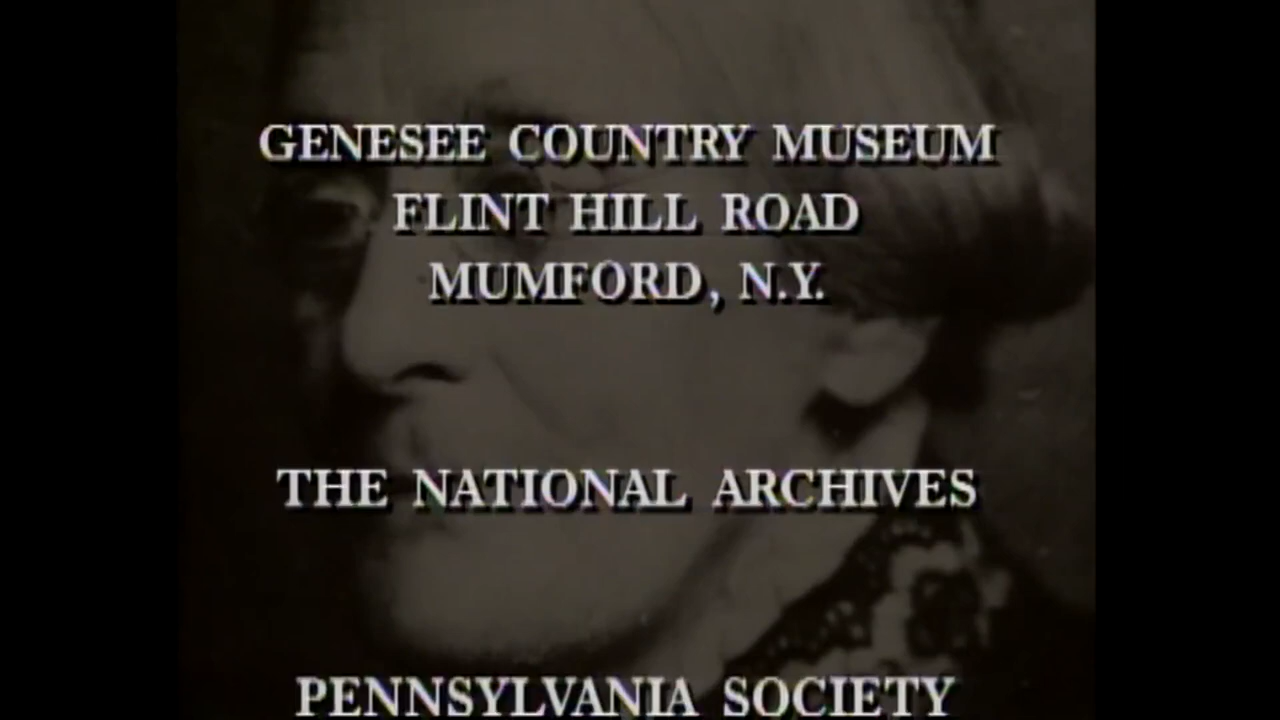 GENESEE COUNTRY MUSEUM
FLINT HILL ROAD
MUMFORD, N.Y.
THE NATIONAL ARCHIVES
PENNSYLVANIA SOCIETY